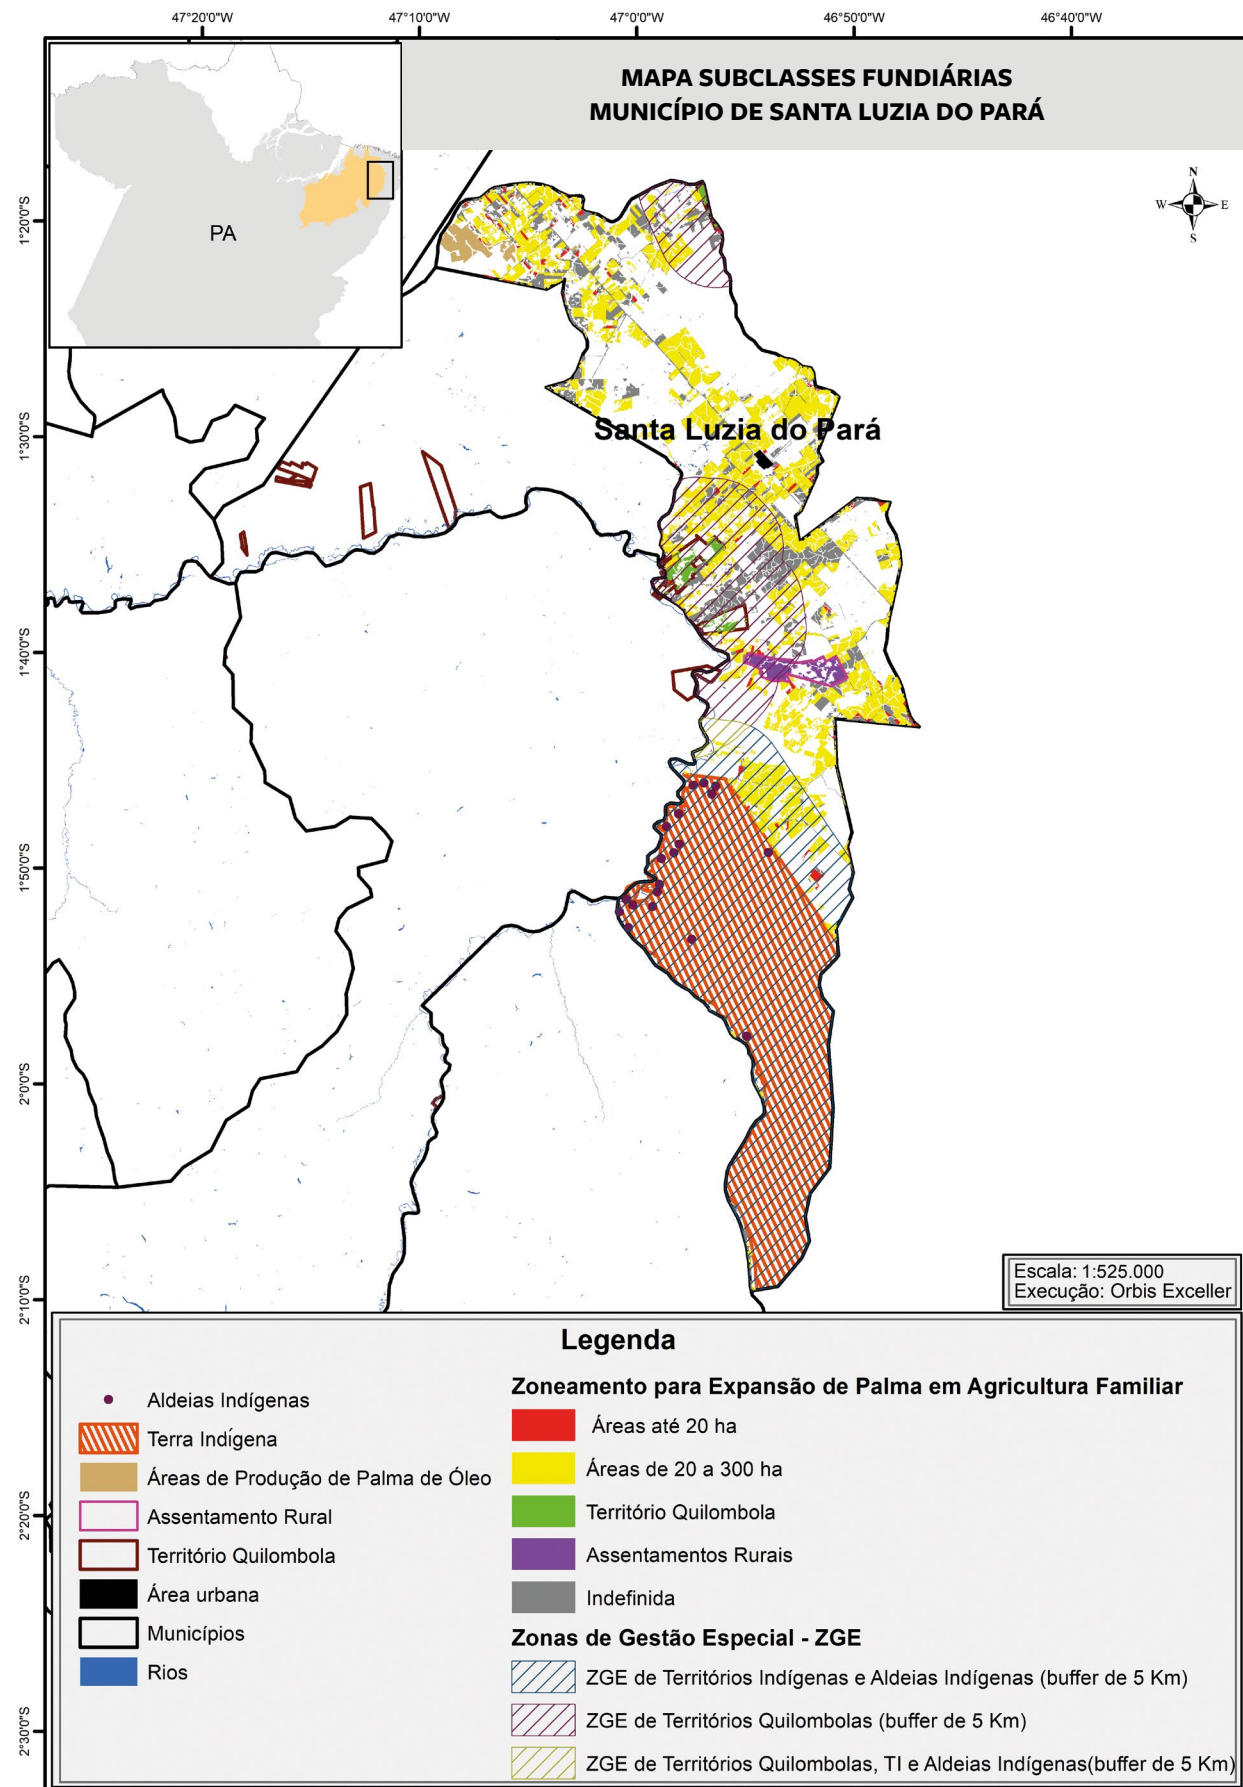 47°20'0"W
47°10'0"W
47°0'0"W
46°50'0"W
46°40'0"W
MAPA SUBCLASSES FUNDIÁRIAS
MUNICÍPIO DE SANTA LUZIA DO PARÁ
PA
N
W
E
S
1°20'0"S
1°30'0"S
1°40'0"S
1°50'0"S
2°0'0"S
2°10'0"S
2°20'0"S
2°30'0"S
Santa Luzia do Pará
Escala: 1:525.000
Execução: Orbis Exceller
Legenda
Aldeias Indígenas
Terra Indígena
Áreas de Produção de Palma de Óleo
Assentamento Rural
Território Quilombola
Área urbana
Municípios
Rios
Zoneamento para Expansão de Palma em Agricultura Familiar
Áreas até 20 ha
Áreas de 20 a 300 ha
Território Quilombola
Assentamentos Rurais
Indefinida
Zonas de Gestão Especial - ZGE
ZGE de Territórios Indígenas e Aldeias Indígenas (buffer de 5 Km)
ZGE de Territórios Quilombolas (buffer de 5 Km)
ZGE de Territórios Quilombolas, TI e Aldeias Indígenas(buffer de 5 Km)